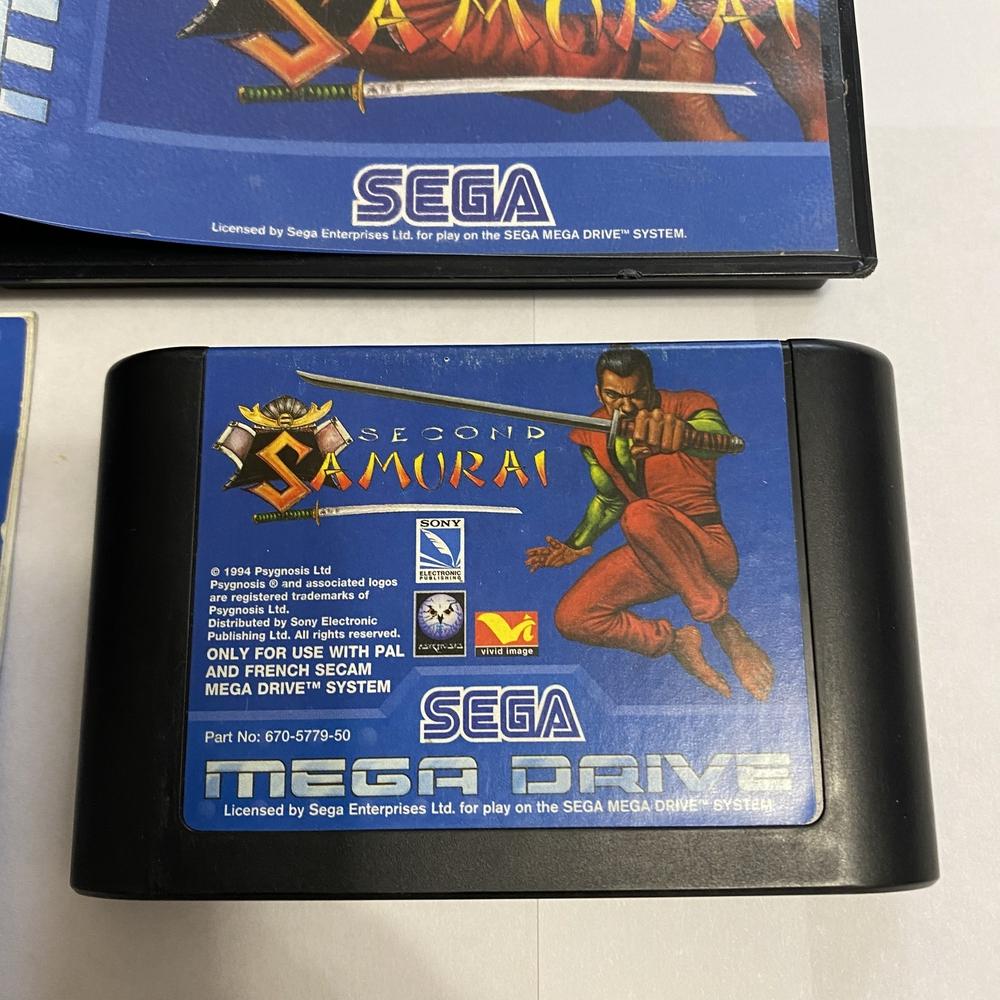 SAMURAI
SEGA
Licensed by Sega Enterprises Ltd. for play on the SEGA MEGA DRIVE™ SYSTEM.
SECOND
SAMURAI
SONY
ELECTRONIC
PUBLISHING
© 1994 Psygnosis Ltd
Psygnosis ® and associated logos
are registered trademarks of
Psygnosis Ltd.
Distributed by Sony Electronic
Publishing Ltd. All rights reserved.
ONLY FOR USE WITH PAL
AND FRENCH SECAM
MEGA DRIVE™ SYSTEM
PSYGNOSIS
Vi
vivid image
SEGA
Part No: 670-5779-50
MEGA DRIVE
Licensed by Sega Enterprises Ltd. for play on the SEGA MEGA DRIVE™ SYSTEM.